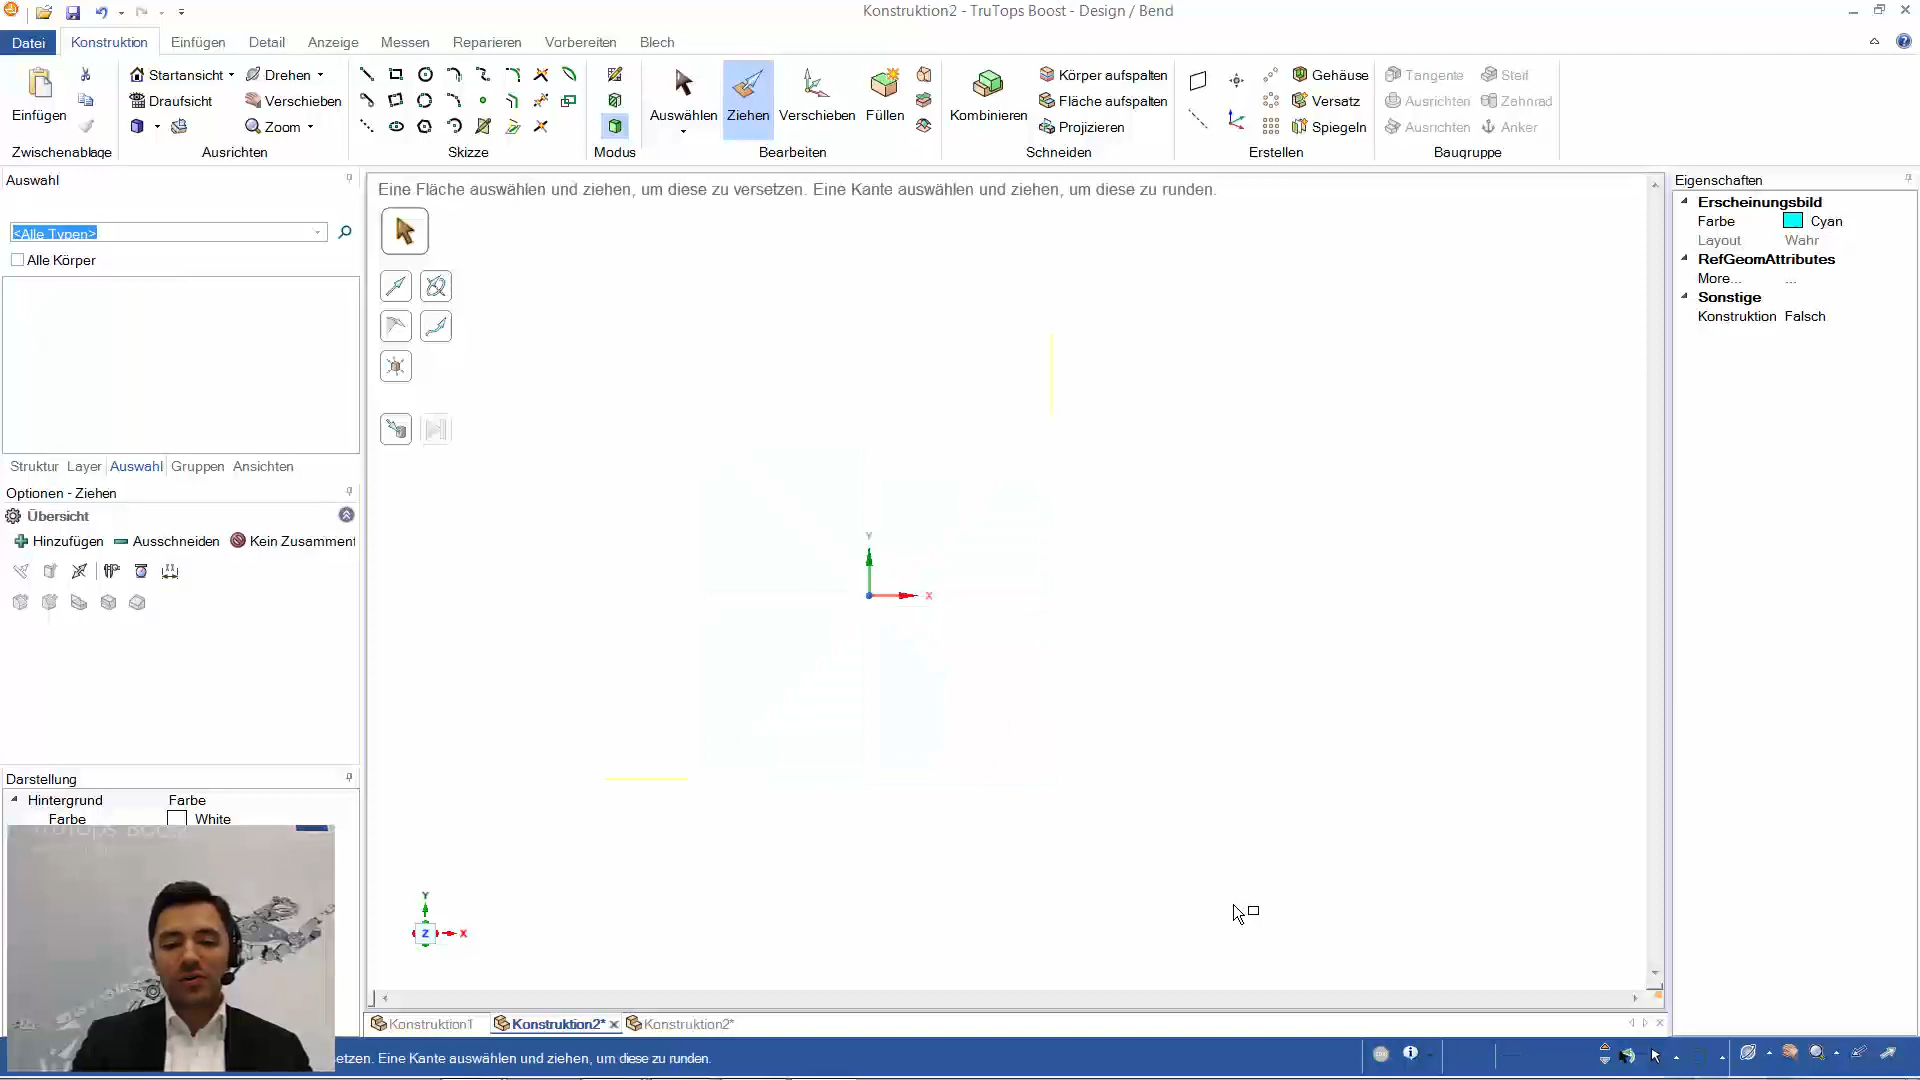 Konstruktion2 - TruTops Boost - Design / Bend
Datei Konstruktion Einfügen Detail Anzeige Messen Reparieren Vorbereiten Blech
Einfügen
Zwischenablage
Startansicht Drehen
Draufsicht Verschieben
Zoom
Ausrichten
Skizze
Modus
Auswählen Ziehen Verschieben Füllen
Bearbeiten
Kombinieren
Körper aufspalten
Fläche aufspalten
Projizieren
Schneiden
Gehäuse
Versatz
Spiegeln
Erstellen
Tangente Steif
Ausrichten Zahnrad
Ausrichten Anker
Baugruppe
Auswahl
<Alle Typen>
Alle Körper
Struktur Layer Auswahl Gruppen Ansichten
Optionen - Ziehen
Übersicht
Hinzufügen Ausschneiden Kein Zusammenf
Darstellung
Hintergrund Farbe
Farbe White
TruTops Boost
Eine Fläche auswählen und ziehen, um diese zu versetzen. Eine Kante auswählen und ziehen, um diese zu runden.
Y
X
Y
Z X
Eigenschaften
Erscheinungsbild
Farbe Cyan
Layout Wahr
RefGeomAttributes
More... ...
Sonstige
Konstruktion Falsch
Konstruktion1 Konstruktion2* Konstruktion2*
etzen. Eine Kante auswählen und ziehen, um diese zu runden.